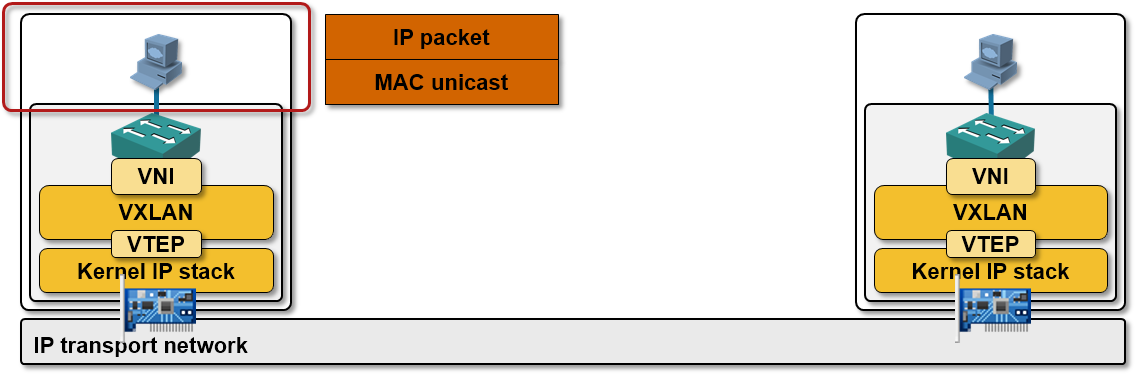 IP packet
MAC unicast
VNI
VXLAN
VTEP
Kernel IP stack
VNI
VXLAN
VTEP
Kernel IP stack
IP transport network